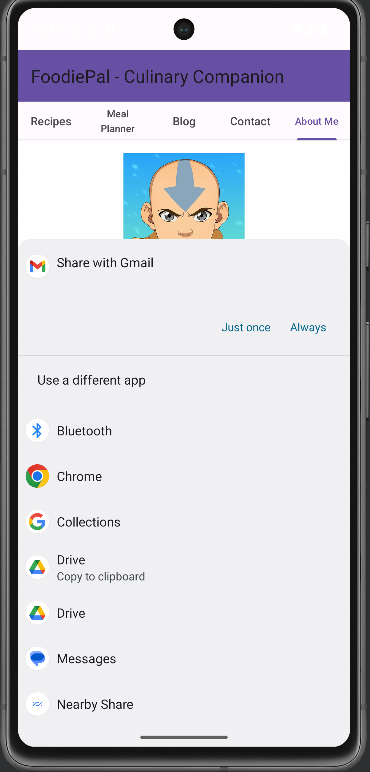 FoodiePal - Culinary Companion
Recipes
Meal
Planner
Blog
Contact
About Me
Share with Gmail
Just once
Always
Use a different app
Bluetooth
Chrome
Collections
Drive
Copy to clipboard
Drive
Messages
Nearby Share